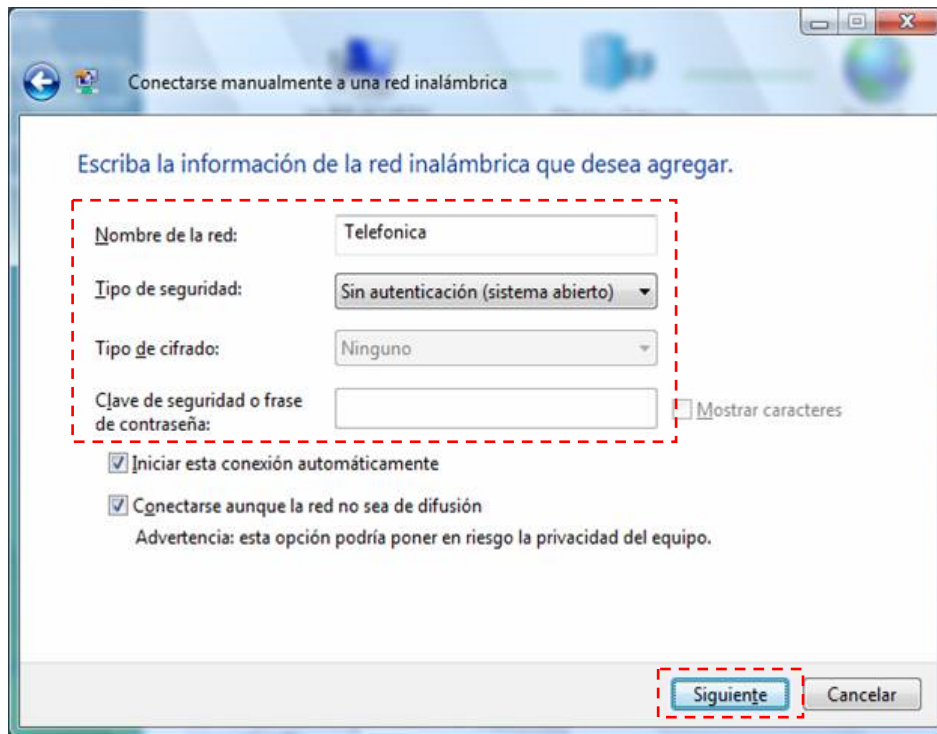 Conectarse manualmente a una red inalámbrica
Escriba la información de la red inalámbrica que desea agregar.
Nombre de la red: Telefonica
Tipo de seguridad: Sin autenticación (sistema abierto)
Tipo de cifrado: Ninguno
Clave de seguridad o frase
de contraseña:
Mostrar caracteres
Iniciar esta conexión automáticamente
Conectarse aunque la red no sea de difusión
Advertencia: esta opción podría poner en riesgo la privacidad del equipo.
Siguiente Cancelar